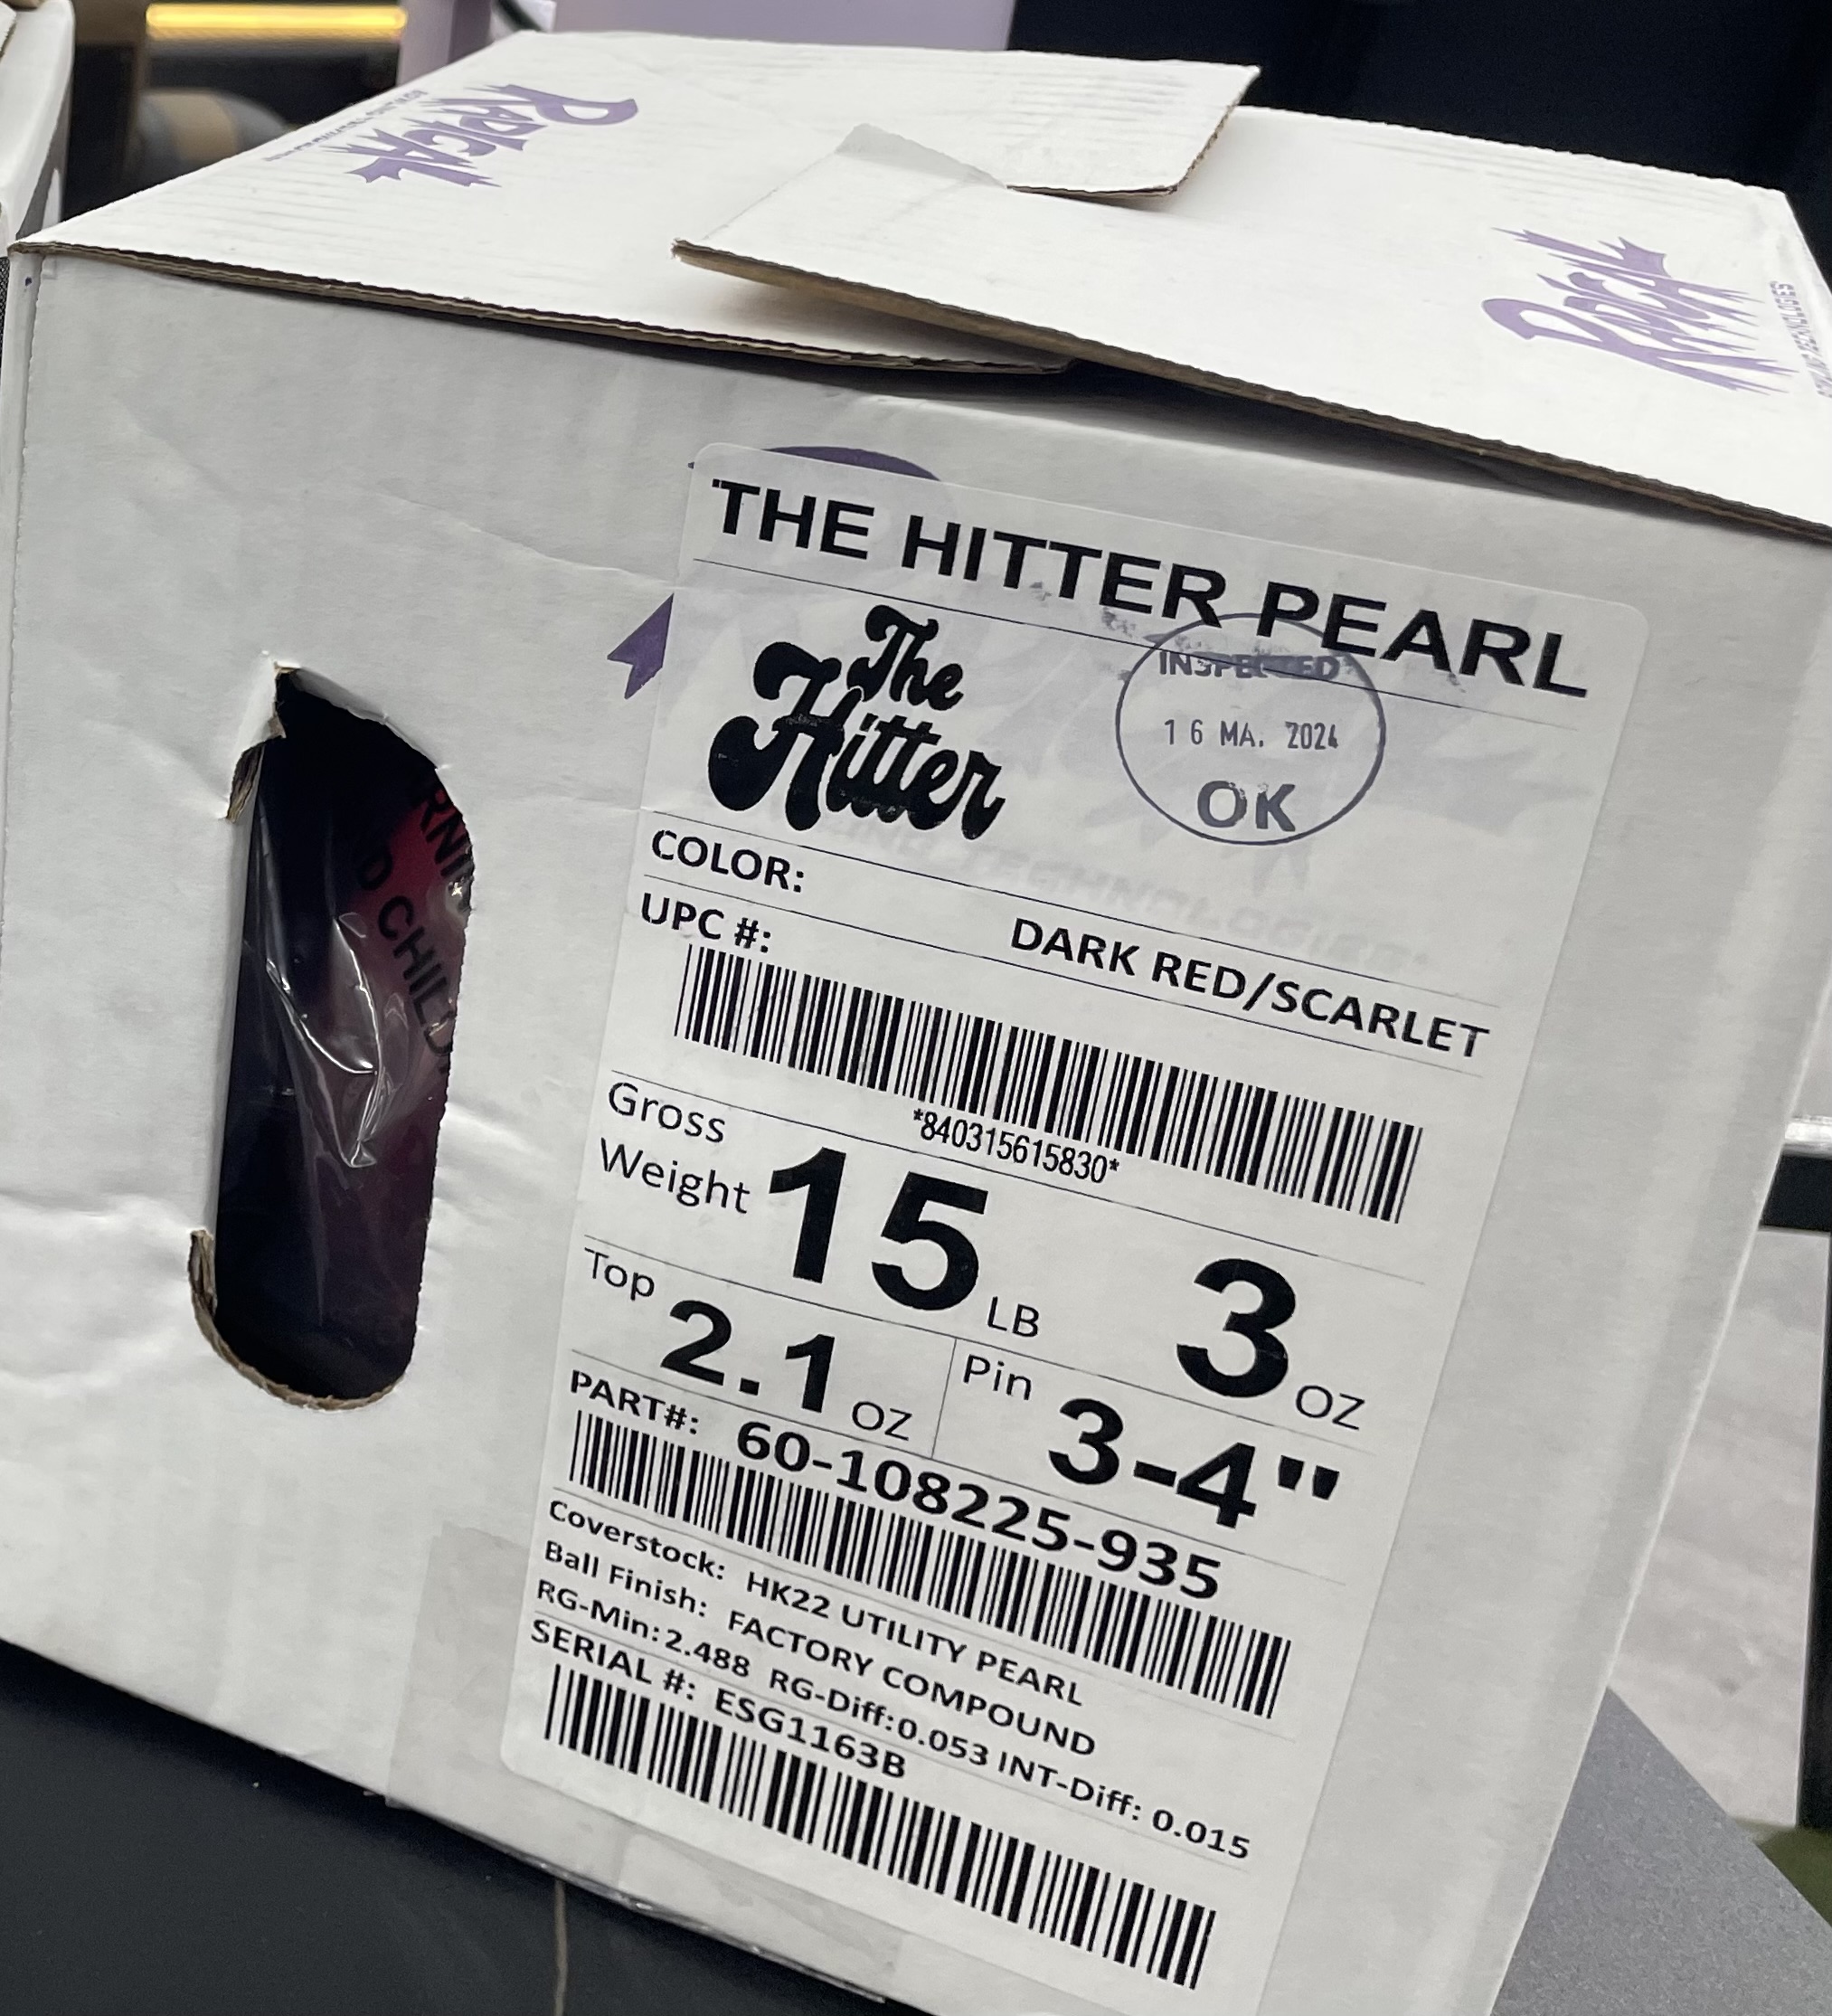 RADICAL
RADICAL
BOWLING TECHNOLOGIES
THE HITTER PEARL
The
Hitter
INSPECTED
16 MA. 2024
OK
COLOR:
DARK RED/SCARLET
UPC #:
*840315615830*
Gross
Weight 15 LB 3 OZ
Top 2.1 OZ
Pin 3-4"
PART#: 60-108225-935
Coverstock: HK22 UTILITY PEARL
Ball Finish: FACTORY COMPOUND
RG-Min: 2.488 RG-Diff: 0.053 INT-Diff: 0.015
SERIAL #: ESG1163B